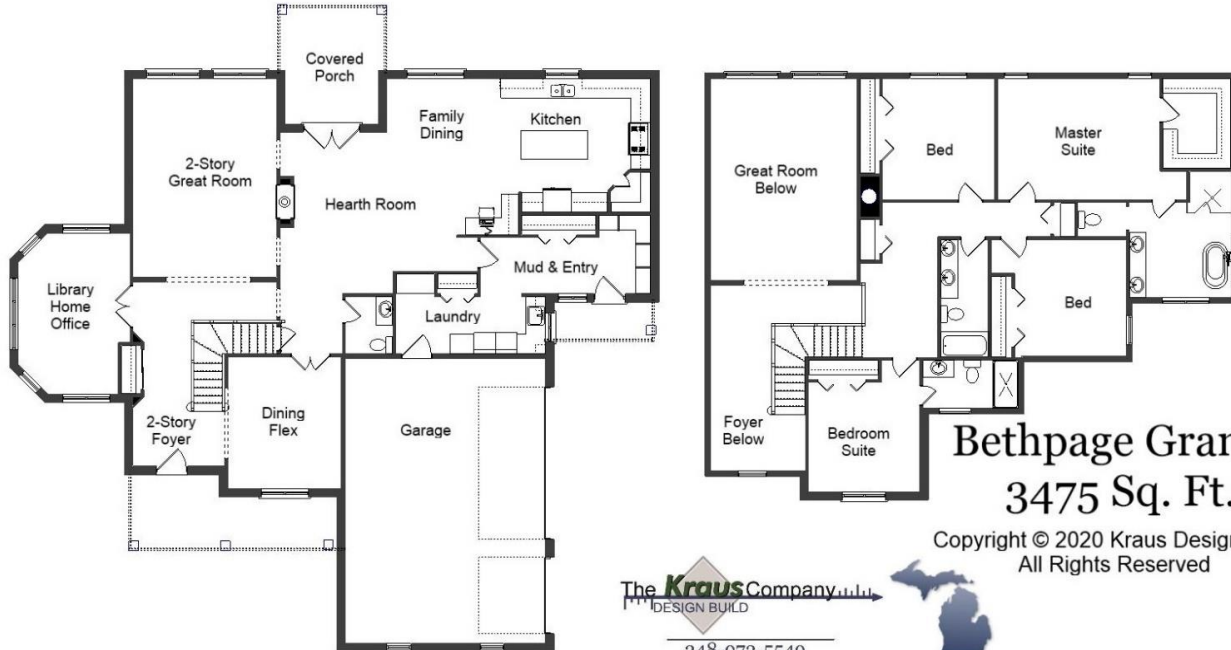 Covered
Porch
Family
Dining
Kitchen
2-Story
Great Room
Hearth Room
Library
Home
Office
Mud & Entry
Laundry
2-Story
Foyer
Dining
Flex
Garage
Great Room
Below
Bed
Master
Suite
Bed
Foyer
Below
Bedroom
Suite
Bethpage Gran
3475 Sq. Ft.
Copyright © 2020 Kraus Desig
All Rights Reserved
The Kraus Company
DESIGN BUILD